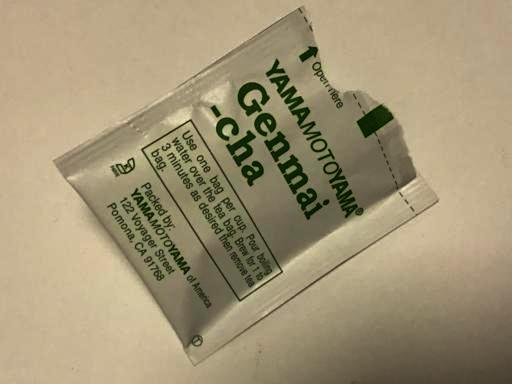 Open Here
YAMAMOTOYAMA®
Genmai
-cha
Use one bag per cup. Pour boiling
water over the tea bag. Brew for 1 to
3 minutes as desired then remove tea
bag.
Packed by:
YAMAMOTOYAMA of America
122 Voyager Street
Pomona, CA 91768